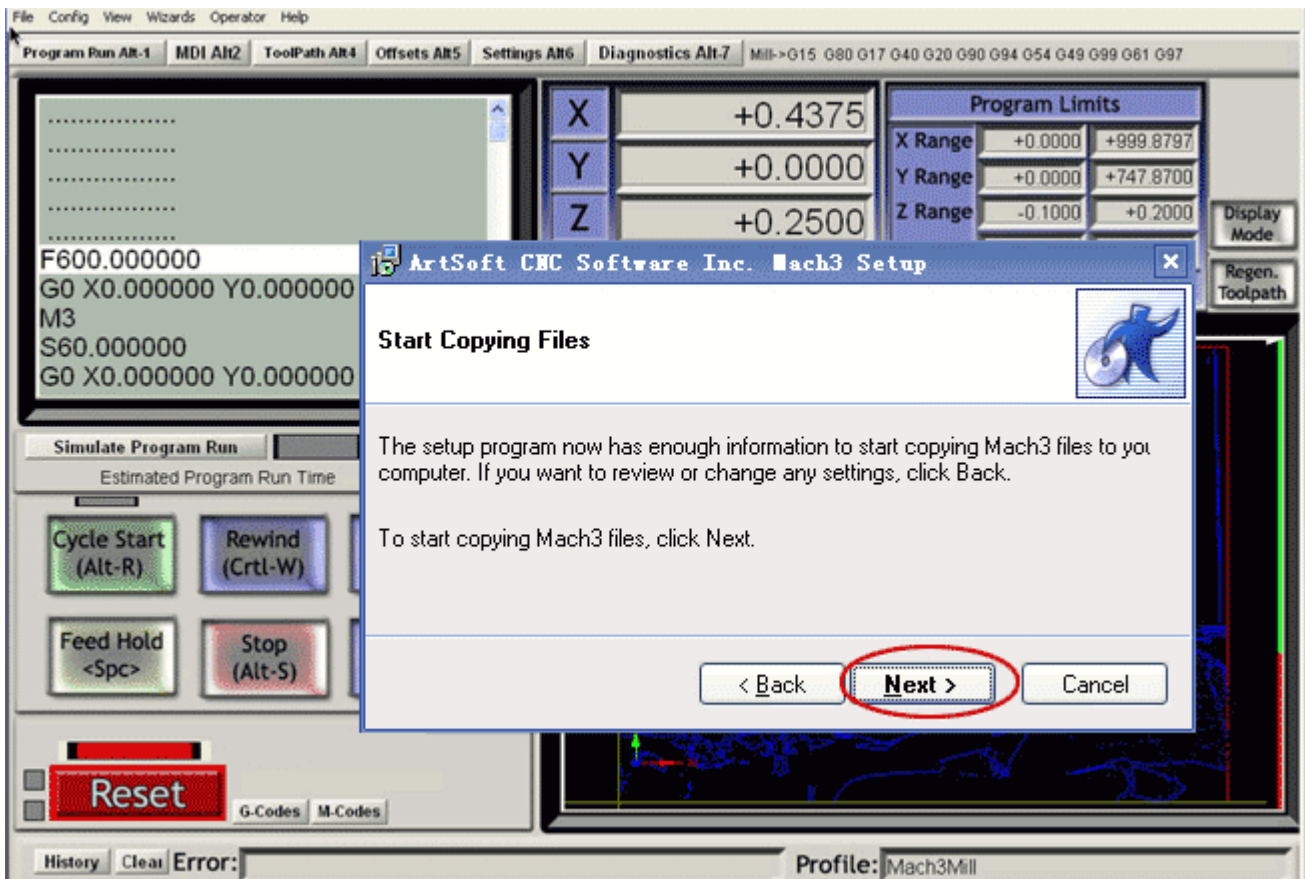 File Config View Wizards Operator Help
Program Run Alt-1 MDI Alt2 ToolPath Alt4 Offsets Alt5 Settings Alt6 Diagnostics Alt-7 Mill->G15 G80 G17 G40 G20 G90 G94 G54 G49 G99 G61 G97
.................
.................
.................
.................
.................
F600.000000
G0 X0.000000 Y0.000000
M3
S60.000000
G0 X0.000000 Y0.000000
X +0.4375
Y +0.0000
Z +0.2500
Program Limits
X Range +0.0000 +999.8797
Y Range +0.0000 +747.8700
Z Range -0.1000 +0.2000
Display
Mode
Regen.
Toolpath
ArtSoft CNC Software Inc. Mach3 Setup
Start Copying Files
The setup program now has enough information to start copying Mach3 files to you
computer. If you want to review or change any settings, click Back.
To start copying Mach3 files, click Next.
< Back Next > Cancel
Simulate Program Run
Estimated Program Run Time
Cycle Start
(Alt-R)
Rewind
(Crtl-W)
Feed Hold
<Spc>
Stop
(Alt-S)
Reset
G-Codes M-Codes
History Clear Error: Profile: Mach3Mill